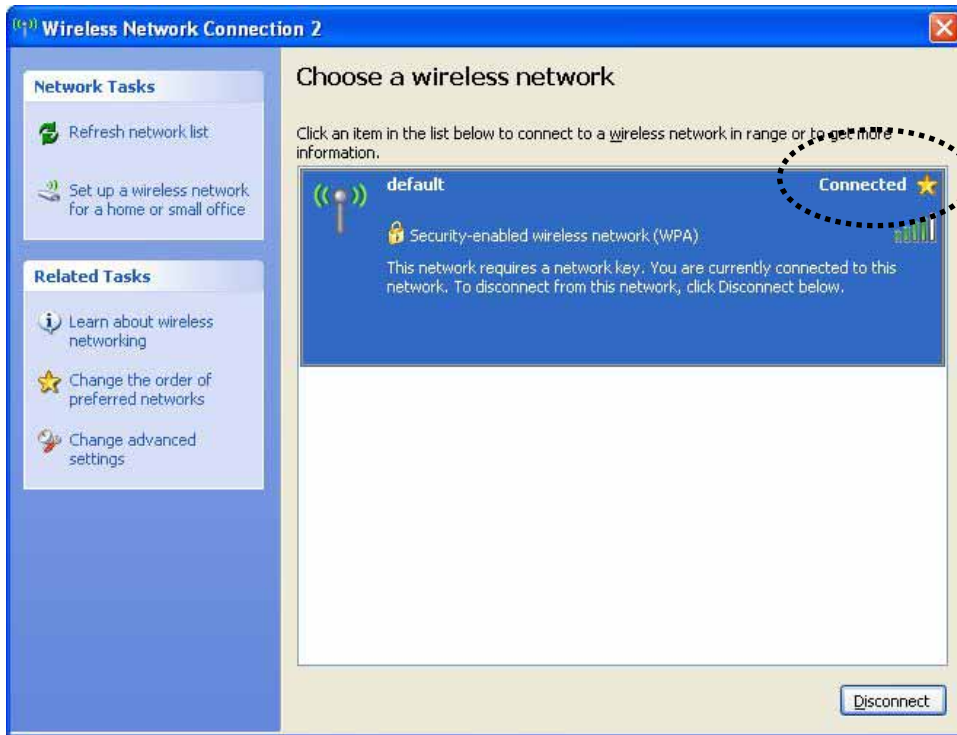 Wireless Network Connection 2
Network Tasks
Refresh network list
Set up a wireless network
for a home or small office
Related Tasks
Learn about wireless
networking
Change the order of
preferred networks
Change advanced
settings
Choose a wireless network
Click an item in the list below to connect to a wireless network in range or to get more
information.
default
Connected
Security-enabled wireless network (WPA)
This network requires a network key. You are currently connected to this
network. To disconnect from this network, click Disconnect below.
Disconnect